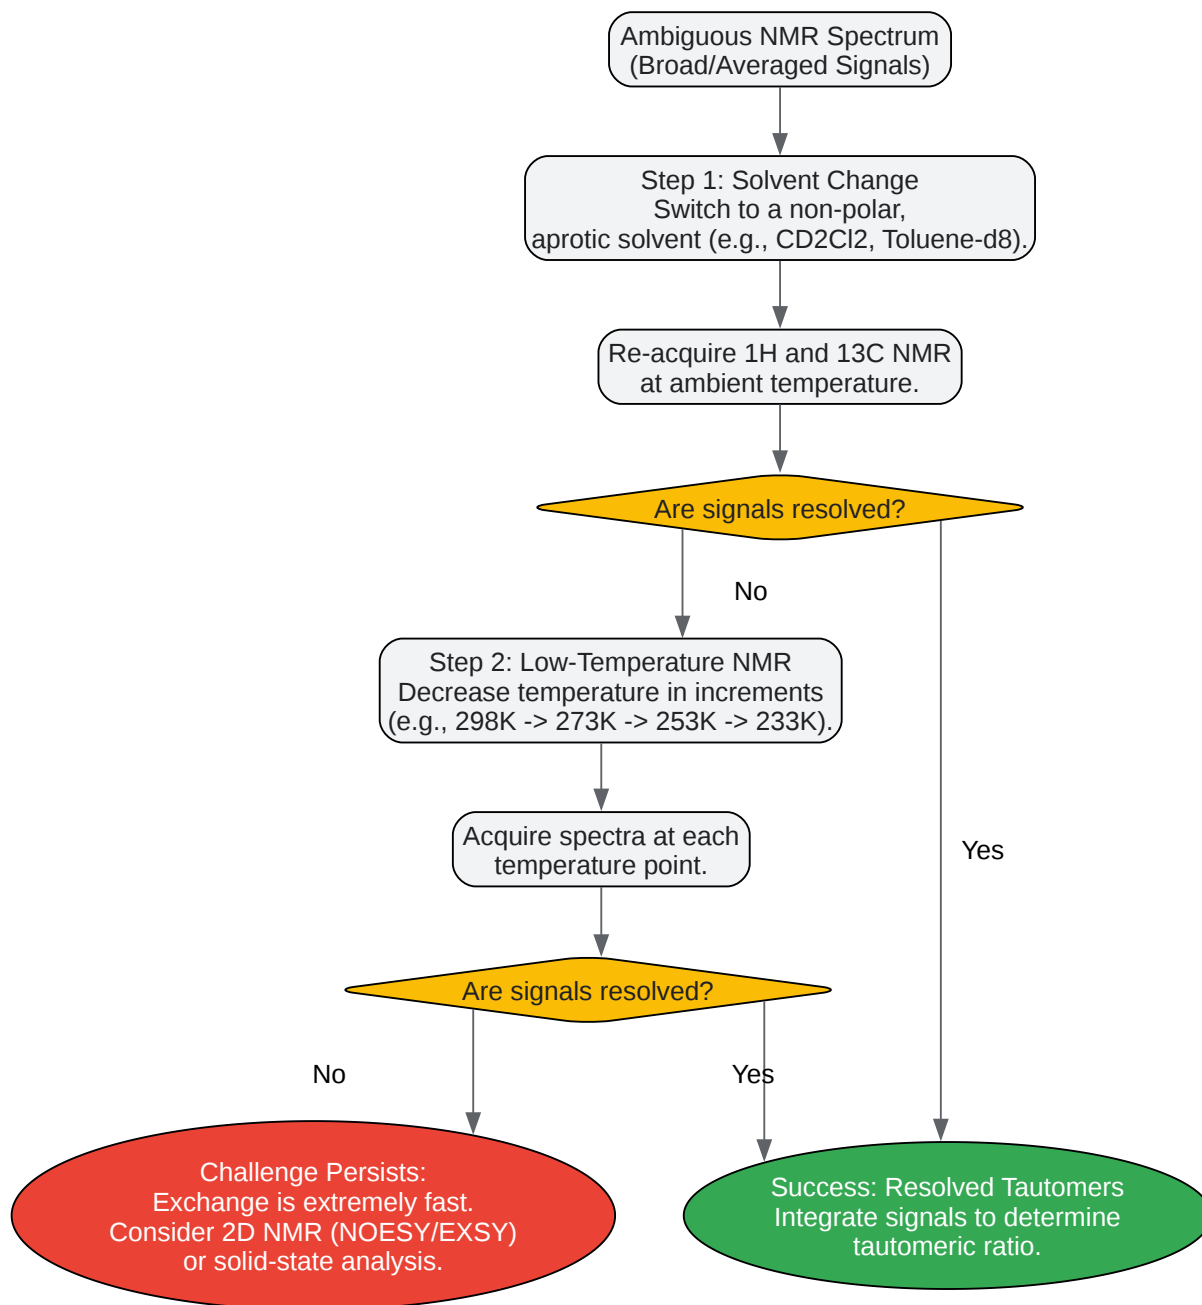 Ambiguous NMR Spectrum
(Broad/Averaged Signals)
Step 1: Solvent Change
Switch to a non-polar,
aprotic solvent (e.g., CD2Cl2, Toluene-d8).
Re-acquire 1H and 13C NMR
at ambient temperature.
Are signals resolved?
No
Step 2: Low-Temperature NMR
Decrease temperature in increments
(e.g., 298K -> 273K -> 253K -> 233K).
Acquire spectra at each
temperature point.
Yes
Are signals resolved?
No
Yes
Challenge Persists:
Exchange is extremely fast.
Consider 2D NMR (NOESY/EXSY)
or solid-state analysis.
Success: Resolved Tautomers
Integrate signals to determine
tautomeric ratio.